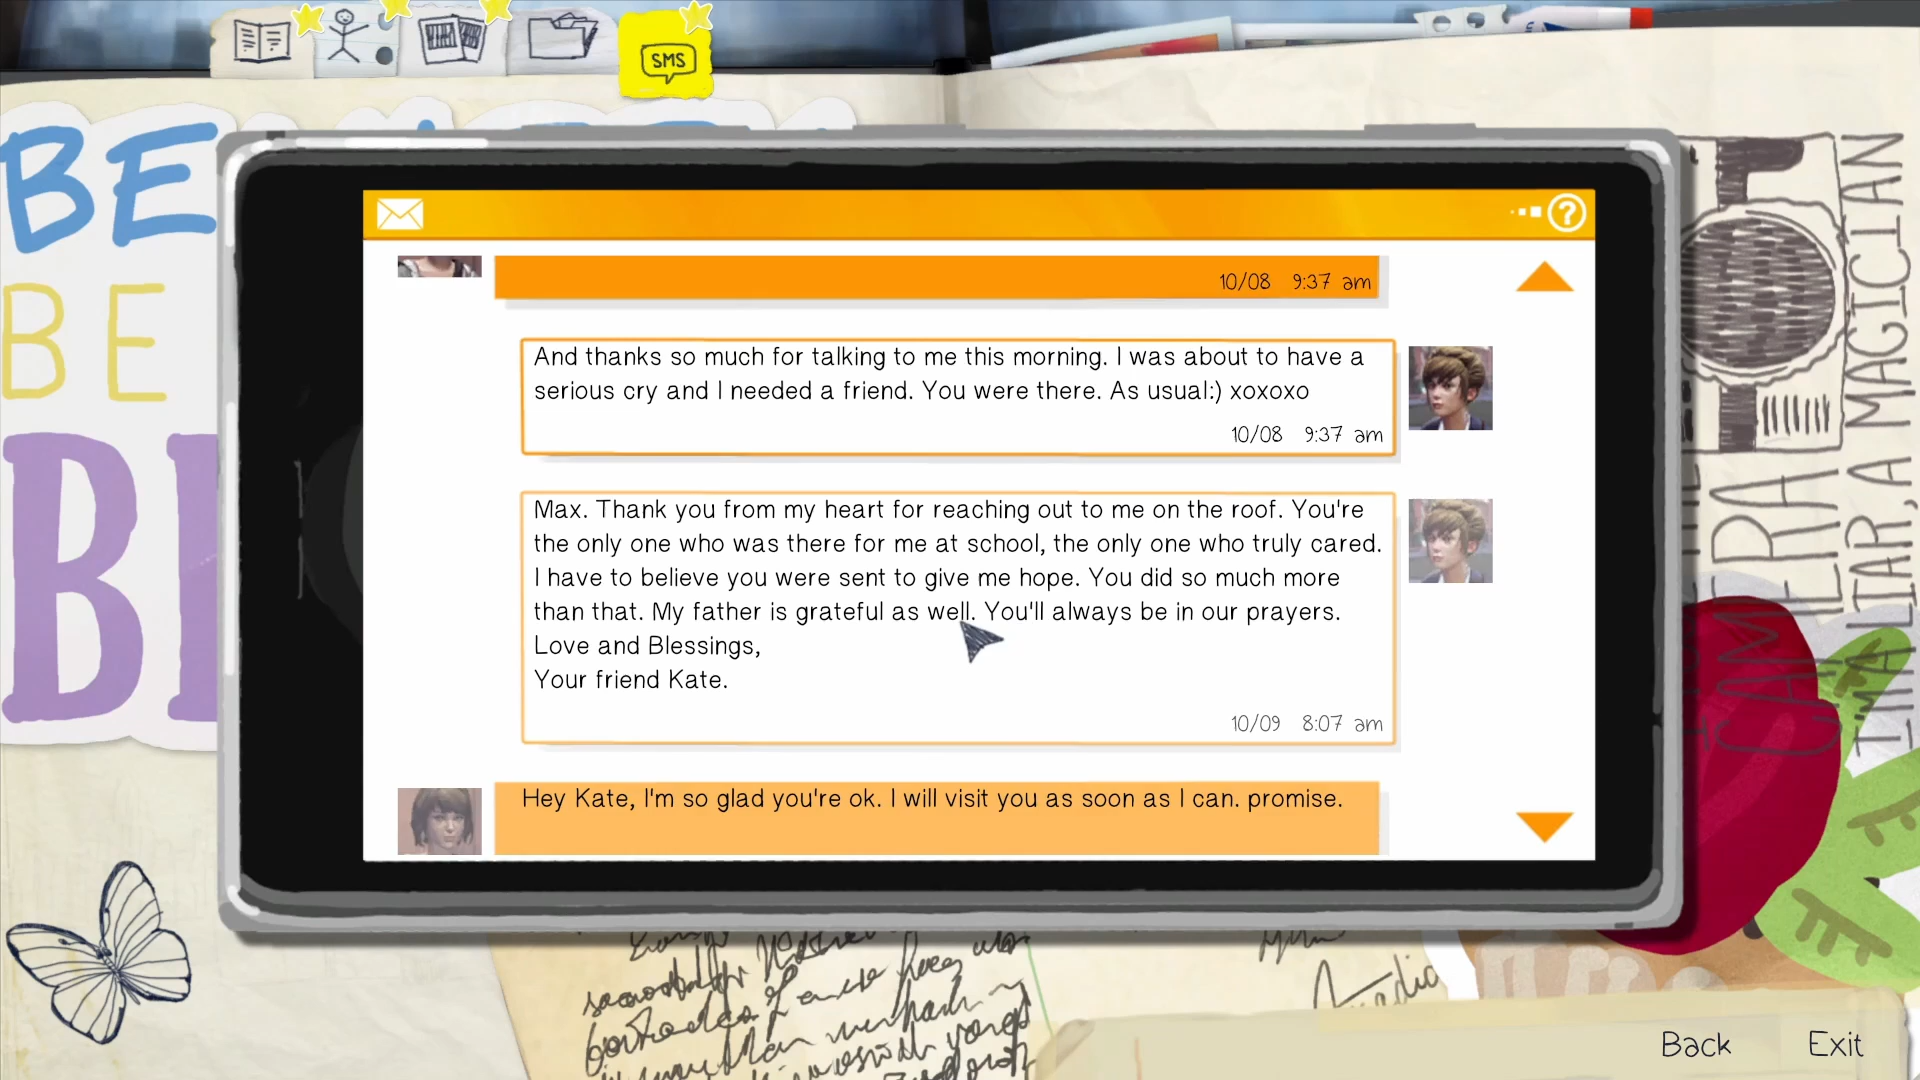 SMS
BE
BE
10/08 9:37 am
And thanks so much for talking to me this morning. I was about to have a
serious cry and I needed a friend. You were there. As usual:) xoxoxo
10/08 9:37 am
Max. Thank you from my heart for reaching out to me on the roof. You're
the only one who was there for me at school, the only one who truly cared.
I have to believe you were sent to give me hope. You did so much more
than that. My father is grateful as well. You'll always be in our prayers.
Love and Blessings,
Your friend Kate.
10/09 8:07 am
Hey Kate, I'm so glad you're ok. I will visit you as soon as I can. promise.
CAMERA
I'M A LIAR, A MAGICIAN
Back
Exit